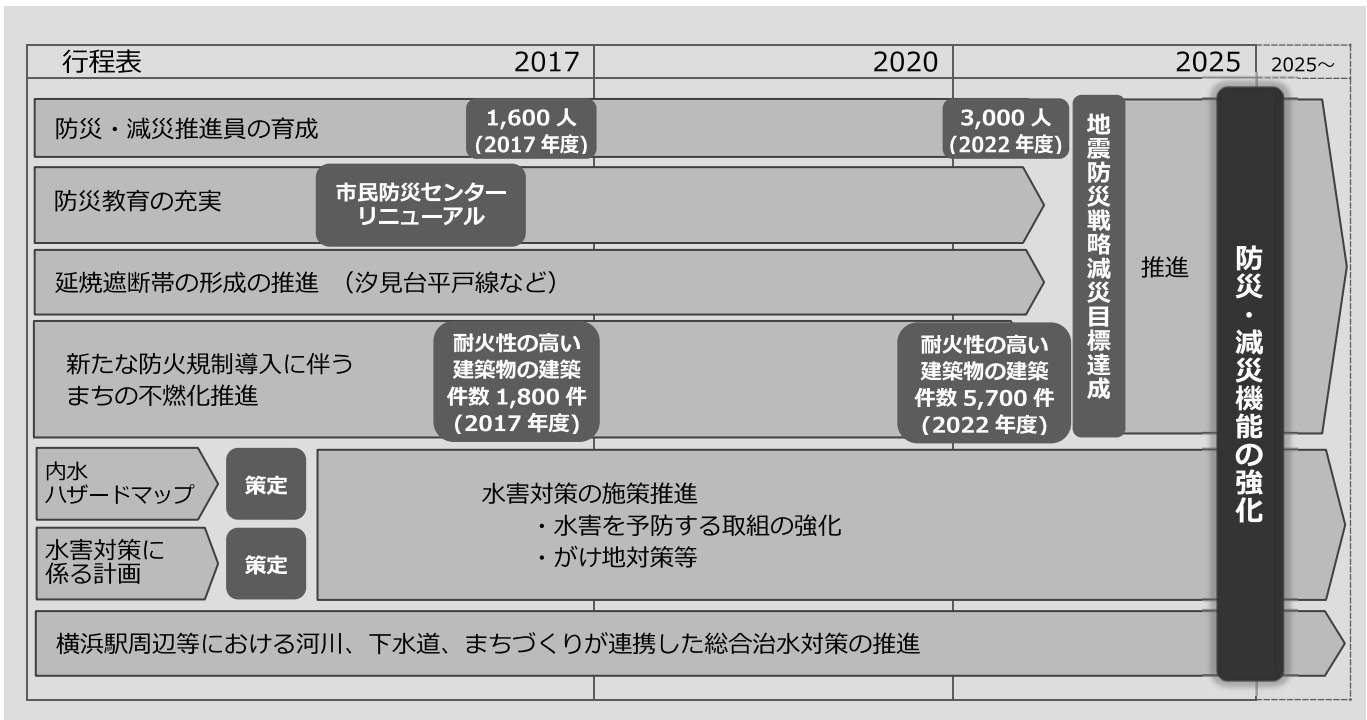 行程表 2017 2020 2025 2025～
防災・減災推進員の育成
1,600 人
(2017 年度)
3,000 人
(2022 年度)
防災教育の充実
市民防災センター
リニューアル
延焼遮断帯の形成の推進　（汐見台平戸線など）
新たな防火規制導入に伴う
まちの不燃化推進
耐火性の高い
建築物の建築
件数 1,800 件
(2017 年度)
耐火性の高い
建築物の建築
件数 5,700 件
(2022 年度)
地震防災戦略減災目標達成
推進
防災・減災機能の強化
内水
ハザードマップ
策定
水害対策に
係る計画
策定
水害対策の施策推進
・水害を予防する取組の強化
・がけ地対策等
横浜駅周辺等における河川、下水道、まちづくりが連携した総合治水対策の推進